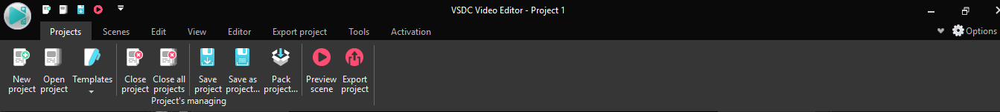 VSDC Video Editor - Project 1
Projects Scenes Edit View Editor Export project Tools Activation Options
New project Open project Templates Close project Close all projects Save project Save as project... Pack project... Preview scene Export project
Project's managing